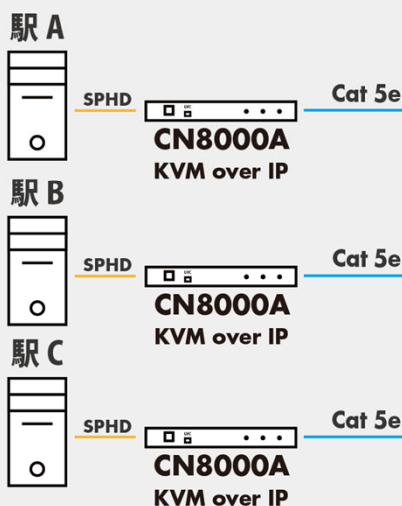 駅 A
SPHD
Cat 5e
CN8000A
KVM over IP
駅 B
SPHD
Cat 5e
CN8000A
KVM over IP
駅 C
SPHD
Cat 5e
CN8000A
KVM over IP